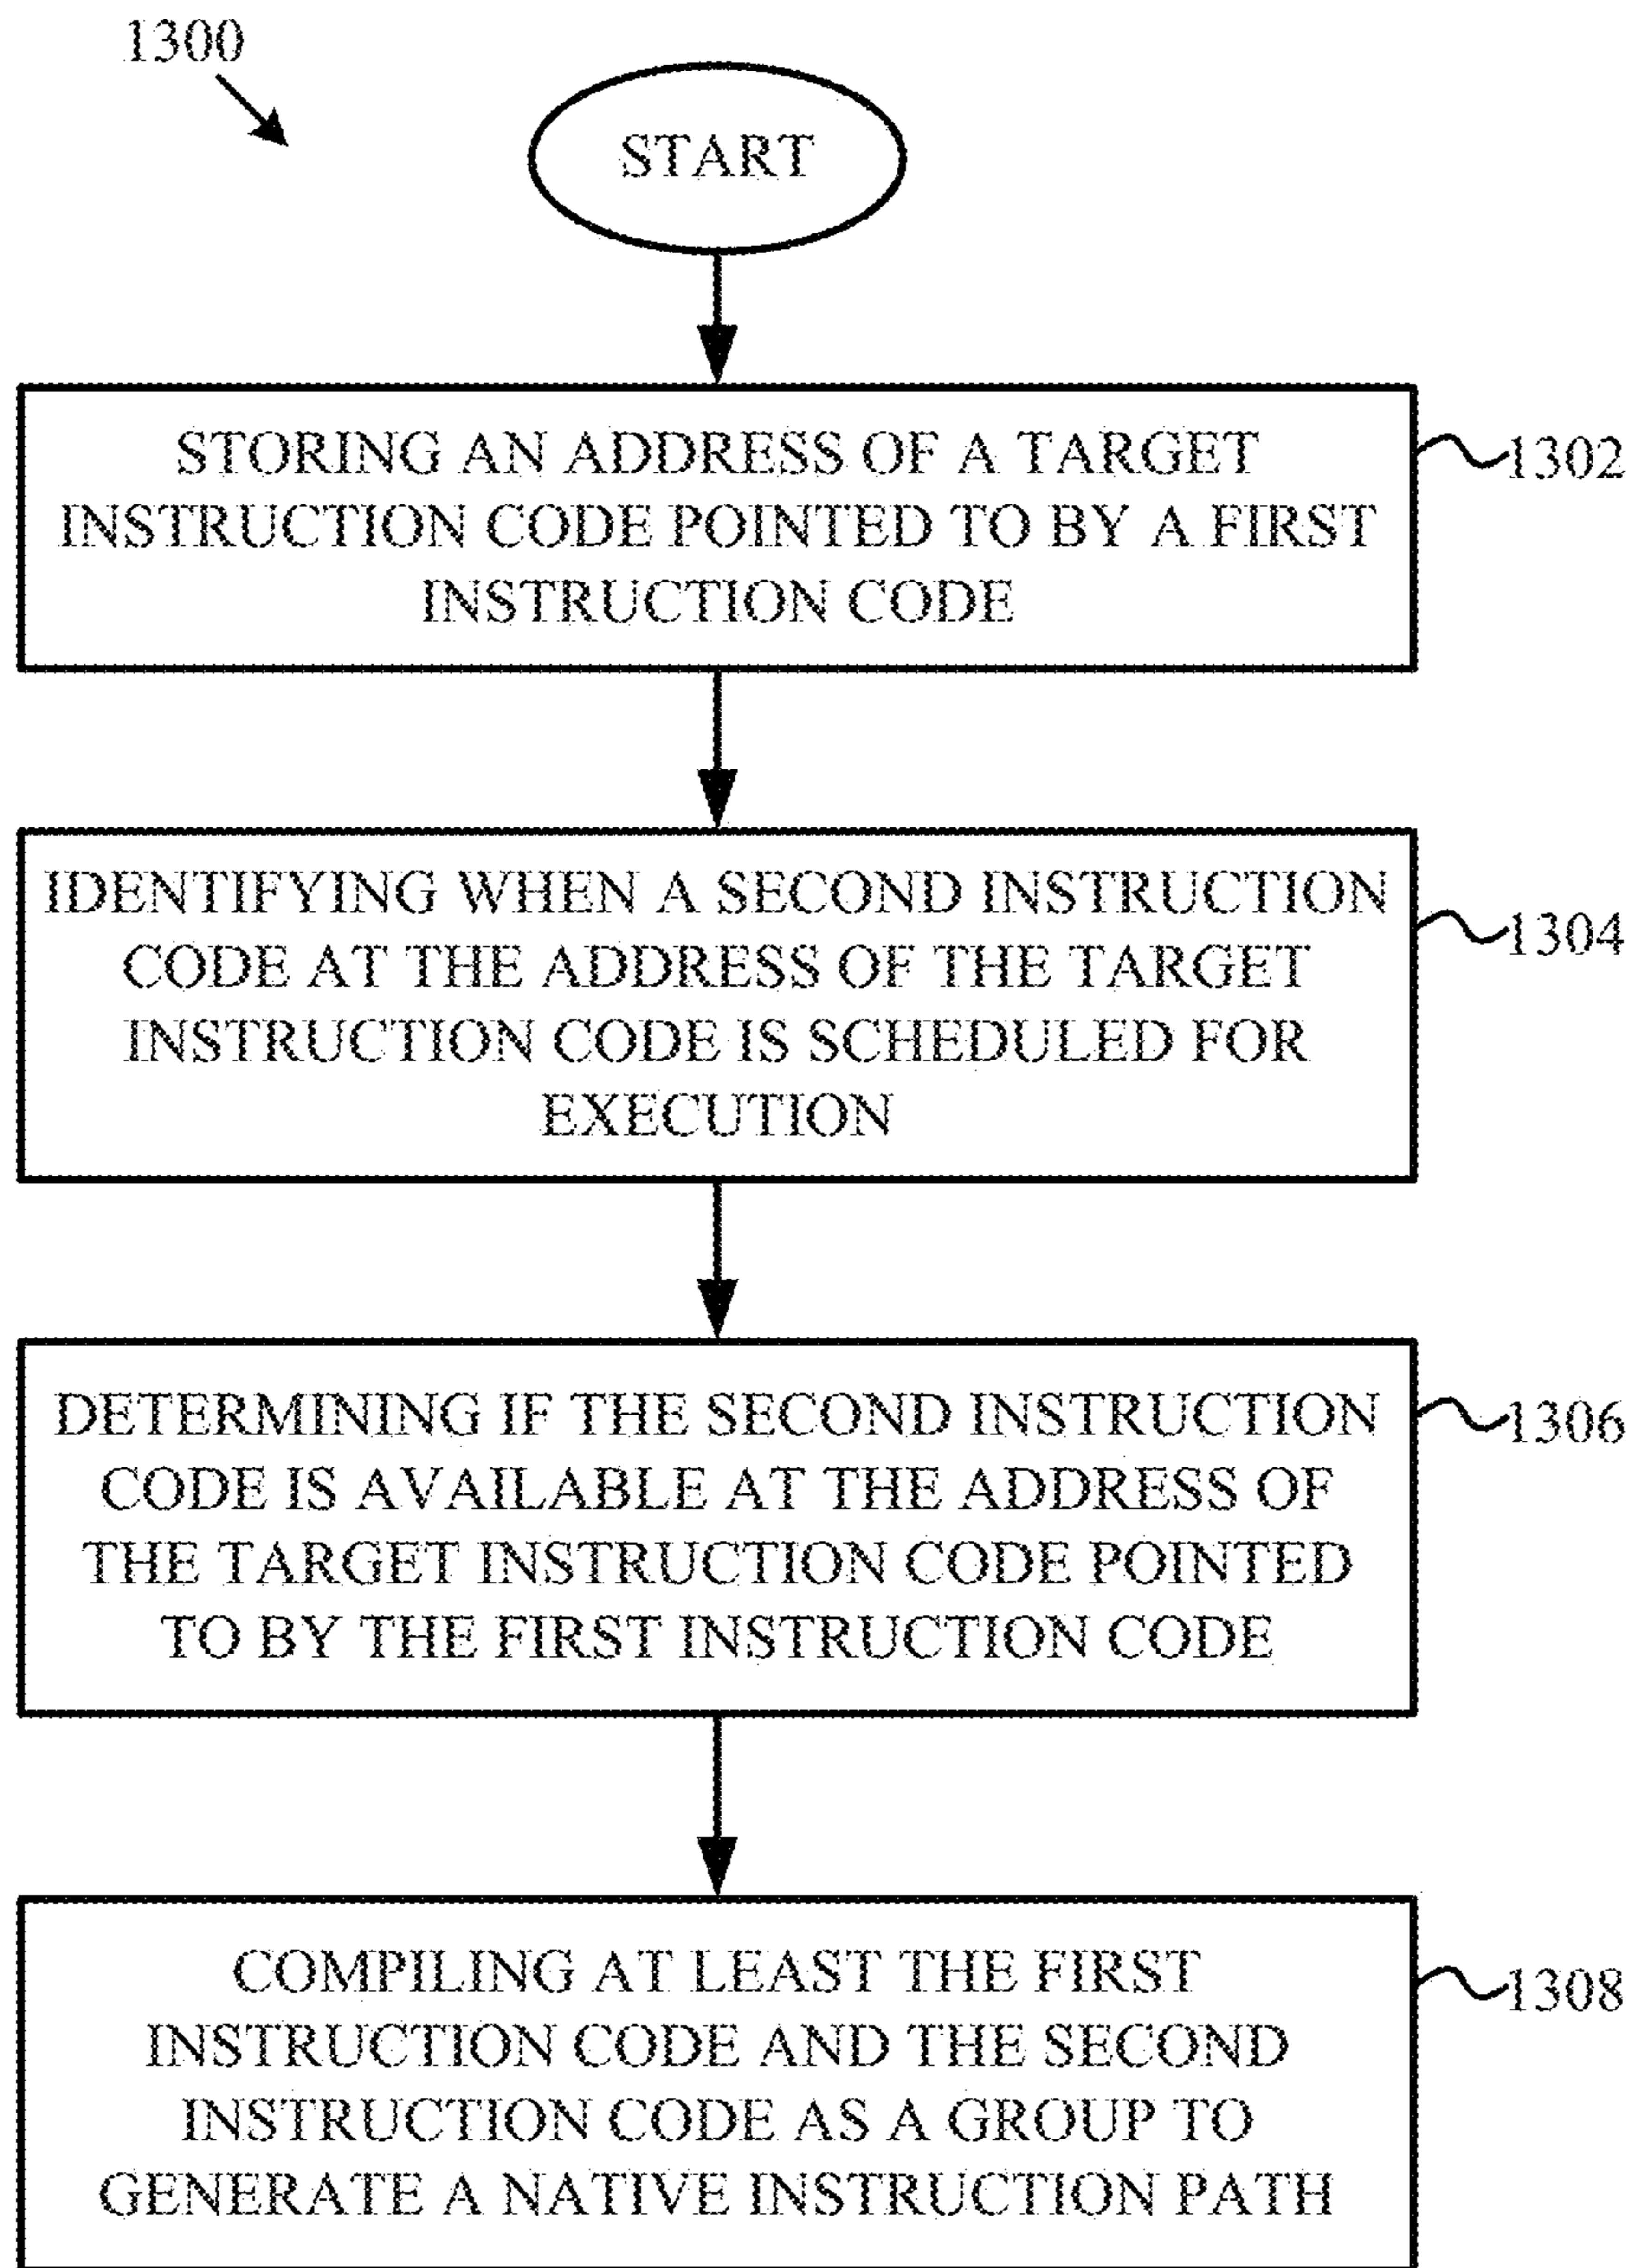 1300
START
STORING AN ADDRESS OF A TARGET
INSTRUCTION CODE POINTED TO BY A FIRST
INSTRUCTION CODE
1302
IDENTIFYING WHEN A SECOND INSTRUCTION
CODE AT THE ADDRESS OF THE TARGET
INSTRUCTION CODE IS SCHEDULED FOR
EXECUTION
1304
DETERMINING IF THE SECOND INSTRUCTION
CODE IS AVAILABLE AT THE ADDRESS OF
THE TARGET INSTRUCTION CODE POINTED
TO BY THE FIRST INSTRUCTION CODE
1306
COMPILING AT LEAST THE FIRST
INSTRUCTION CODE AND THE SECOND
INSTRUCTION CODE AS A GROUP TO
GENERATE A NATIVE INSTRUCTION PATH
1308